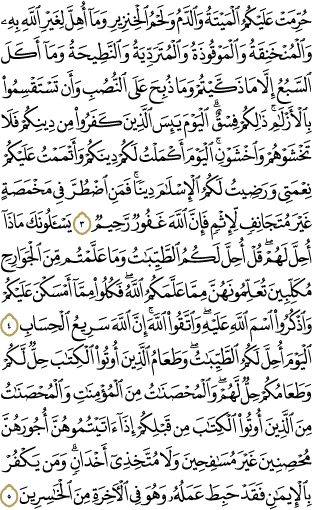 حُرِّمَتْ عَلَيْكُمُ الْمَيْتَةُ وَالدَّمُ وَلَحْمُ الْخِنزِيرِ وَمَا أُهِلَّ لِغَيْرِ اللَّهِ بِهِ
وَالْمُنْخَنِقَةُ وَالْمَوْقُوذَةُ وَالْمُتَرَدِّيَةُ وَالنَّطِيحَةُ وَمَا أَكَلَ
السَّبُعُ إِلَّا مَا ذَكَّيْتُمْ وَمَا ذُبِحَ عَلَى النُّصُبِ وَأَن تَسْتَقْسِمُوا
بِالْأَزْلَامِ ۚ ذَٰلِكُمْ فِسْقٌ ۗ الْيَوْمَ يَئِسَ الَّذِينَ كَفَرُوا مِن دِينِكُمْ فَلَا
تَخْشَوْهُمْ وَاخْشَوْنِ ۚ الْيَوْمَ أَكْمَلْتُ لَكُمْ دِينَكُمْ وَأَتْمَمْتُ عَلَيْكُمْ
نِعْمَتِي وَرَضِيتُ لَكُمُ الْإِسْلَامَ دِينًا ۚ فَمَنِ اضْطُرَّ فِي مَخْمَصَةٍ
غَيْرَ مُتَجَانِفٍ لِّإِثْمٍ ۙ فَإِنَّ اللَّهَ غَفُورٌ رَّحِيمٌ ٣ يَسْأَلُونَكَ مَاذَا
أُحِلَّ لَهُمْ ۖ قُلْ أُحِلَّ لَكُمُ الطَّيِّبَاتُ ۙ وَمَا عَلَّمْتُم مِّنَ الْجَوَارِحِ
مُكَلِّبِينَ تُعَلِّمُونَهُنَّ مِمَّا عَلَّمَكُمُ اللَّهُ ۖ فَكُلُوا مِمَّا أَمْسَكْنَ عَلَيْكُمْ
وَاذْكُرُوا اسْمَ اللَّهِ عَلَيْهِ ۖ وَاتَّقُوا اللَّهَ ۚ إِنَّ اللَّهَ سَرِيعُ الْحِسَابِ ٤
الْيَوْمَ أُحِلَّ لَكُمُ الطَّيِّبَاتُ ۖ وَطَعَامُ الَّذِينَ أُوتُوا الْكِتَابَ حِلٌّ لَّكُمْ
وَطَعَامُكُمْ حِلٌّ لَّهُمْ ۖ وَالْمُحْصَنَاتُ مِنَ الْمُؤْمِنَاتِ وَالْمُحْصَنَاتُ
مِنَ الَّذِينَ أُوتُوا الْكِتَابَ مِن قَبْلِكُمْ إِذَا آتَيْتُمُوهُنَّ أُجُورَهُنَّ
مُحْصِنِينَ غَيْرَ مُسَافِحِينَ وَلَا مُتَّخِذِي أَخْدَانٍ ۗ وَمَن يَكْفُرْ
بِالْإِيمَانِ فَقَدْ حَبِطَ عَمَلُهُ وَهُوَ فِي الْآخِرَةِ مِنَ الْخَاسِرِينَ ٥